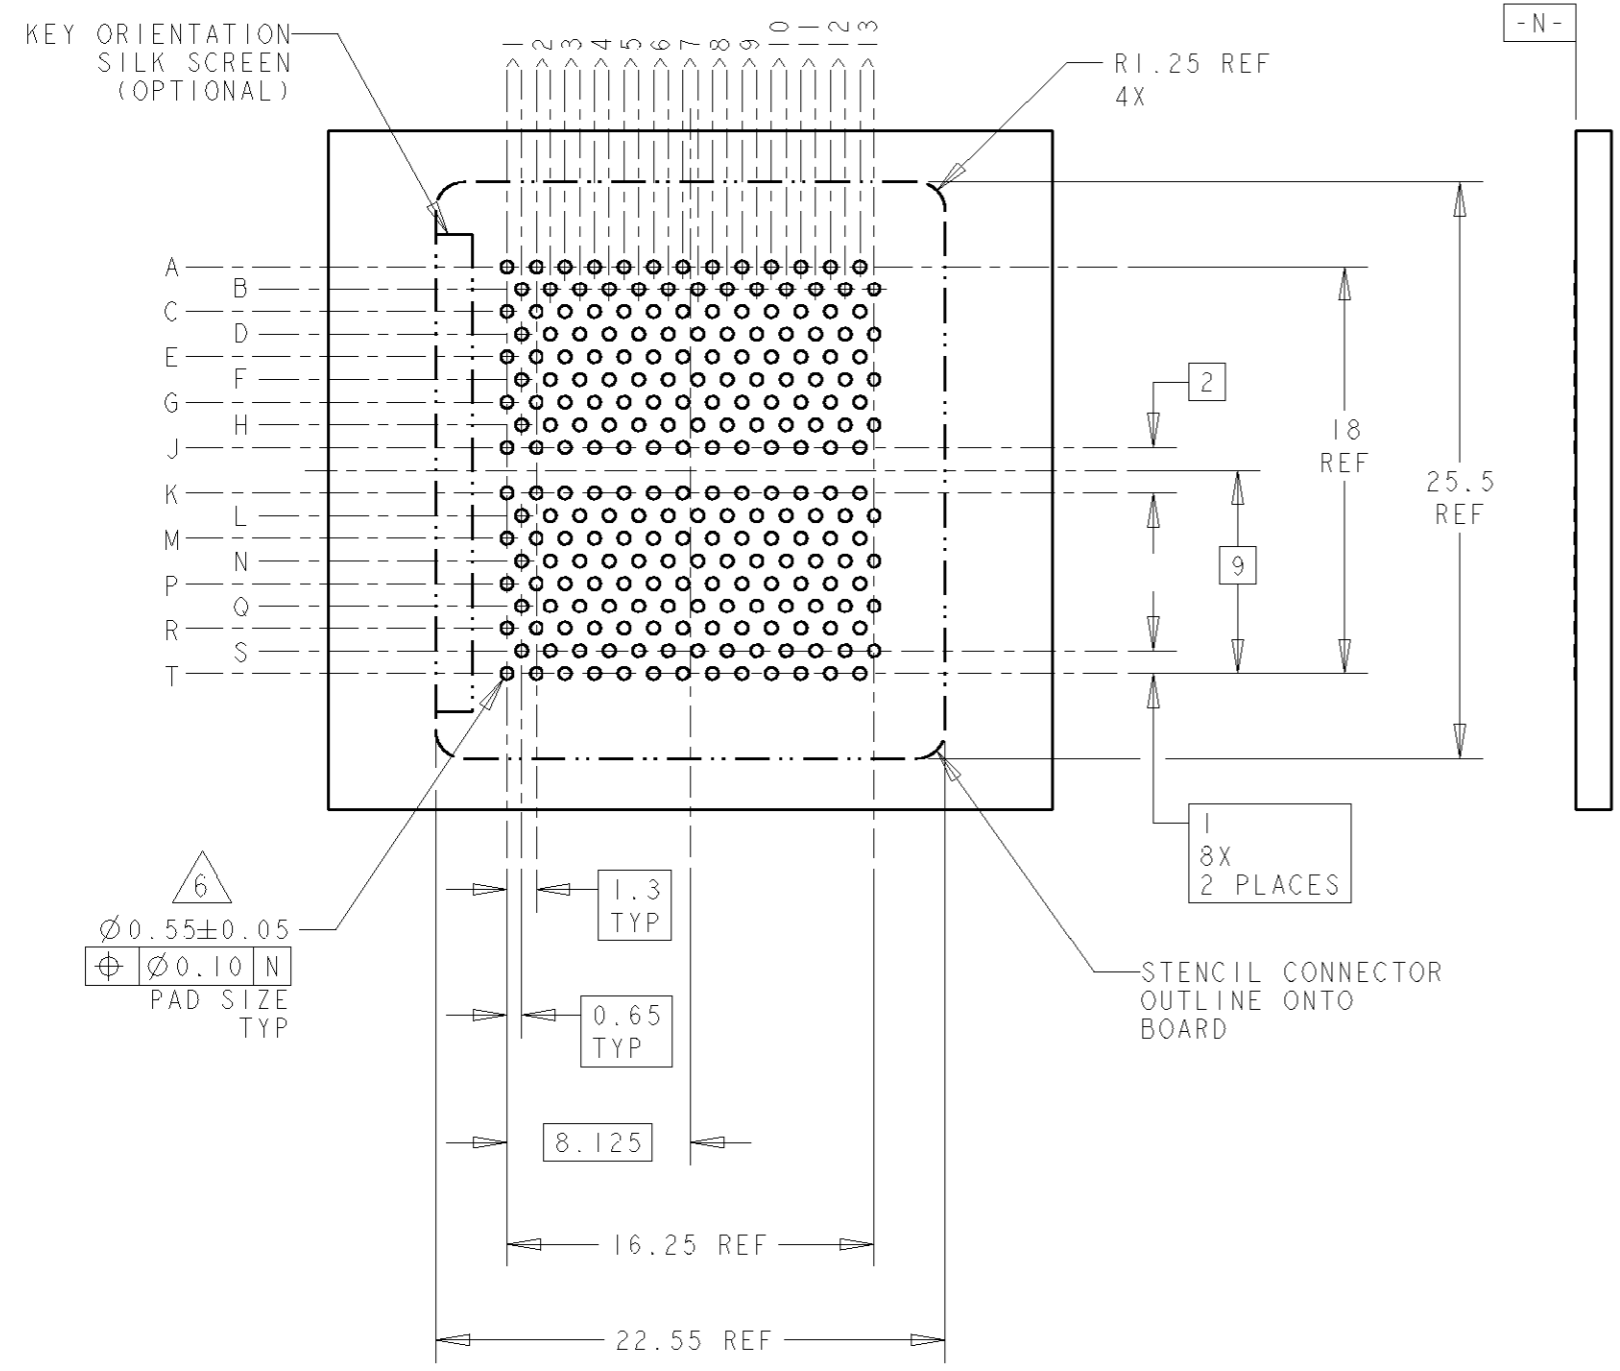 KEY ORIENTATION
SILK SCREEN
(OPTIONAL)
1
2
3
4
5
6
7
8
9
10
11
12
13
R1.25 REF
4X
-N-
A
B
C
D
E
F
G
H
J
K
L
M
N
P
Q
R
S
T
2
18
REF
25.5
REF
9
1
8X
2 PLACES
6
Ø0.55±0.05
⌖ Ø0.10 N
PAD SIZE
TYP
1.3
TYP
0.65
TYP
8.125
16.25 REF
22.55 REF
STENCIL CONNECTOR
OUTLINE ONTO
BOARD